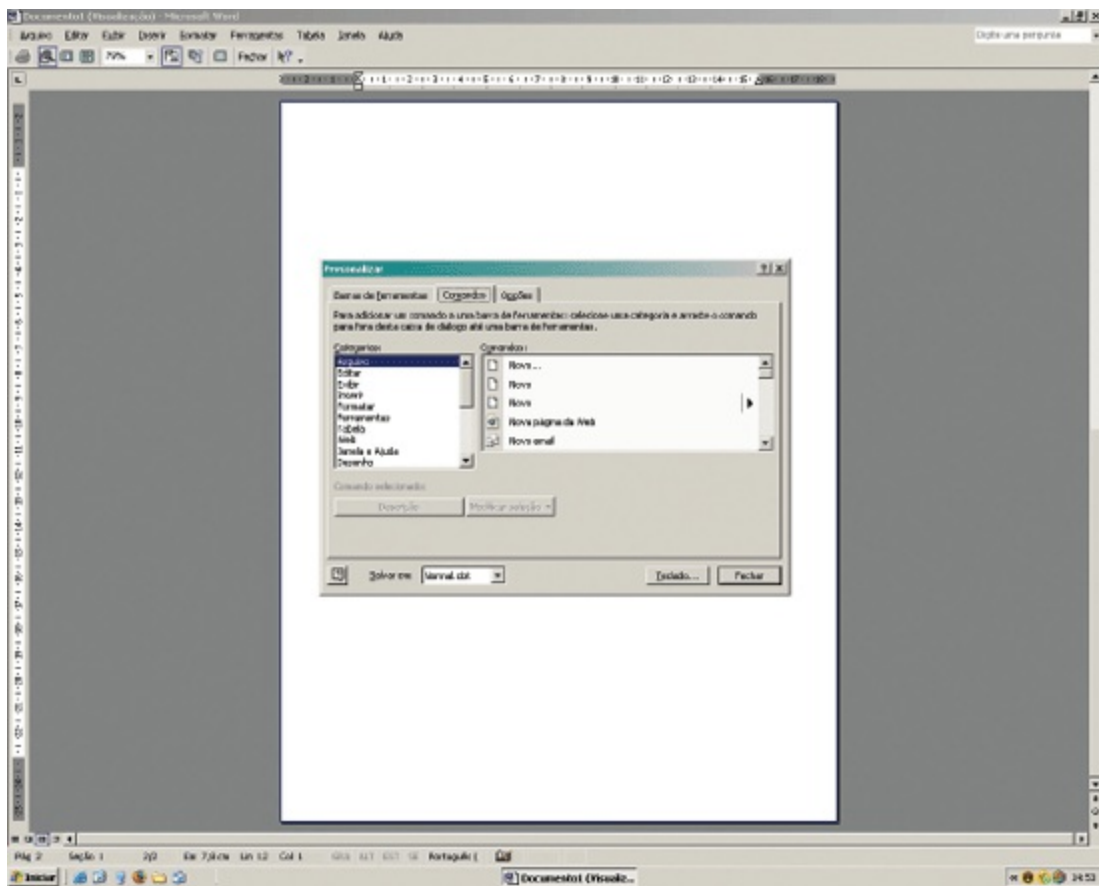 Documento1 (Visualização) - Microsoft Word
Arquivo Editar Exibir Inserir Formatar Ferramentas Tabela Janela Ajuda
Digite uma pergunta
79% Fechar
Personalizar
Barras de ferramentas Comandos Opções
Para adicionar um comando a uma barra de ferramentas: selecione uma categoria e arraste o comando
para fora desta caixa de diálogo até uma barra de ferramentas.
Categorias: Comandos:
Arquivo
Editar
Exibir
Inserir
Formatar
Ferramentas
Tabela
Web
Janela e Ajuda
Desenho
Novo...
Novo
Novo
Nova página da Web
Novo email
Comando selecionado:
Descrição Modificar seleção
Salvar em: Normal.dot Teclado... Fechar
Pág 2 Seção 1 2/2 Em 7,8cm Lin 12 Col 1 GRA ALT EST SE Português (
Iniciar Documento1 (Visualiz... 14:53